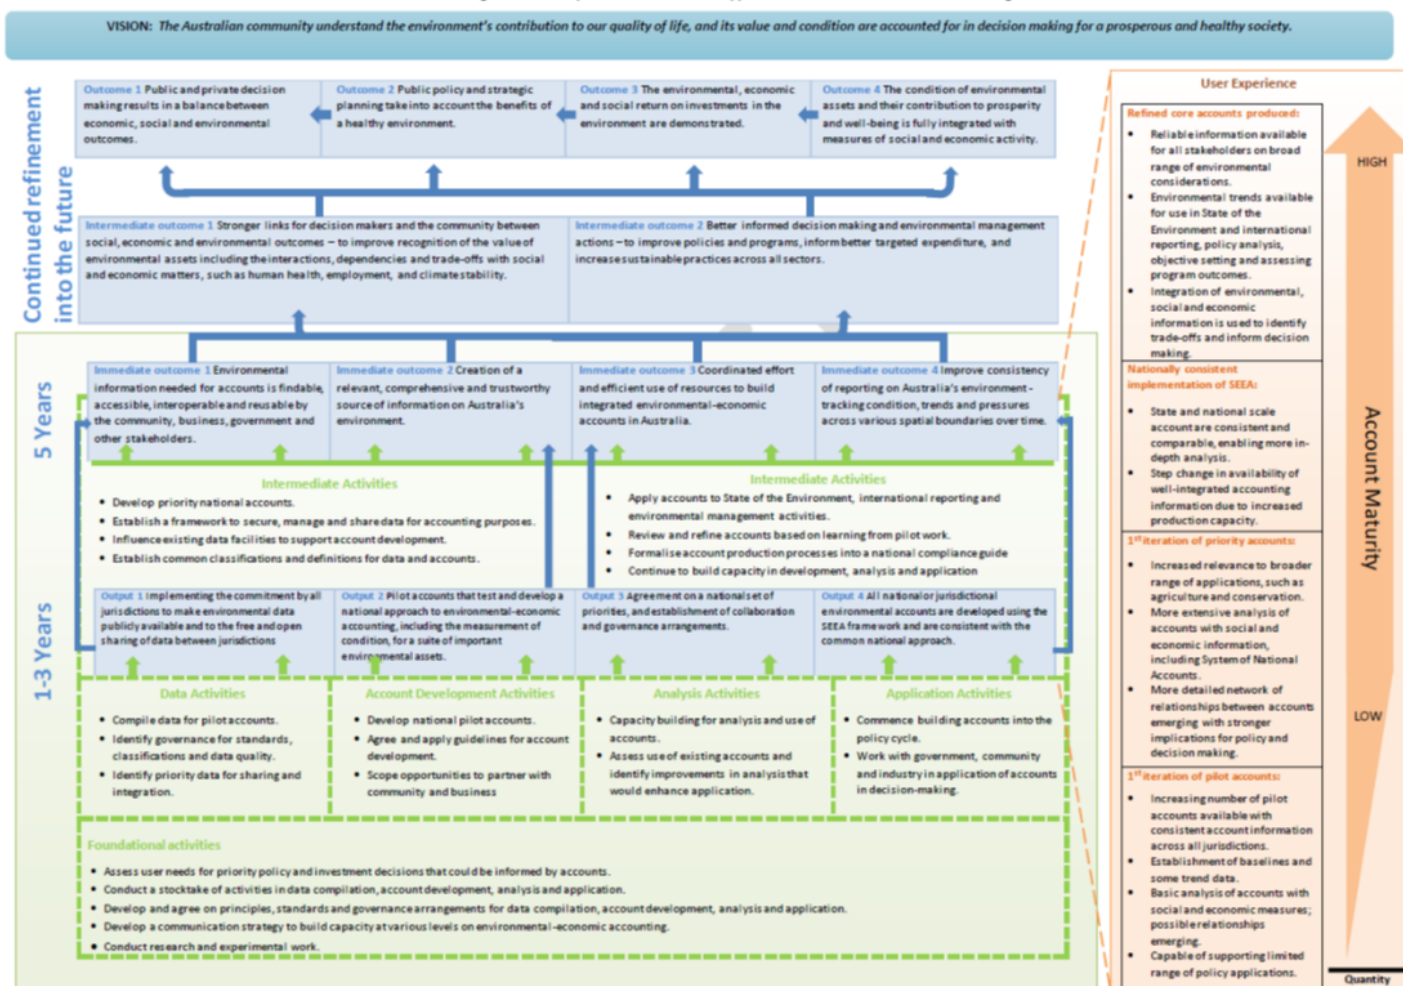 VISION: The Australian community understand the environment's contribution to our quality of life, and its value and condition are accounted for in decision making for a prosperous and healthy society.
Continued refinement
into the future
Outcome 1 Public and private decision
making results in a balance between
economic, social and environmental
outcomes.
Outcome 2 Public policy and strategic
planning take into account the benefits of
a healthy environment.
Outcome 3 The environmental, economic
and social return on investments in the
environment are demonstrated.
Outcome 4 The condition of environmental
assets and their contribution to prosperity
and well-being is fully integrated with
measures of social and economic activity.
Intermediate outcome 1 Stronger links for decision makers and the community between
social, economic and environmental outcomes – to improve recognition of the value of
environmental assets including the interactions, dependencies and trade-offs with social
and economic matters, such as human health, employment, and climate stability.
Intermediate outcome 2 Better informed decision making and environmental management
actions – to improve policies and programs, inform better targeted expenditure, and
increase sustainable practices across all sectors.
5 Years
Immediate outcome 1 Environmental
information needed for accounts is findable,
accessible, interoperable and reusable by
the community, business, government and
other stakeholders.
Immediate outcome 2 Creation of a
relevant, comprehensive and trustworthy
source of information on Australia's
environment.
Immediate outcome 3 Coordinated effort
and efficient use of resources to build
integrated environmental-economic
accounts in Australia.
Immediate outcome 4 Improve consistency
of reporting on Australia's environment -
tracking condition, trends and pressures
across various spatial boundaries over time.
Intermediate Activities
• Develop priority national accounts.
• Establish a framework to secure, manage and share data for accounting purposes.
• Influence existing data facilities to support account development.
• Establish common classifications and definitions for data and accounts.
Intermediate Activities
• Apply accounts to State of the Environment, international reporting and
environmental management activities.
• Review and refine accounts based on learning from pilot work.
• Formalise account production processes into a national compliance guide
• Continue to build capacity in development, analysis and application
1-3 Years
Output 1 Implementing the commitment by all
jurisdictions to make environmental data
publicly available and to the free and open
sharing of data between jurisdictions
Output 2 Pilot accounts that test and develop a
national approach to environmental-economic
accounting, including the measurement of
condition, for a suite of important
environmental assets.
Output 3 Agreement on a national set of
priorities, and establishment of collaboration
and governance arrangements.
Output 4 All national or jurisdictional
environmental accounts are developed using the
SEEA framework and are consistent with the
common national approach.
Data Activities
• Compile data for pilot accounts.
• Identify governance for standards,
classifications and data quality.
• Identify priority data for sharing and
integration.
Account Development Activities
• Develop national pilot accounts.
• Agree and apply guidelines for account
development.
• Scope opportunities to partner with
community and business
Analysis Activities
• Capacity building for analysis and use of
accounts.
• Assess use of existing accounts and
identify improvements in analysis that
would enhance application.
Application Activities
• Commence building accounts into the
policy cycle.
• Work with government, community
and industry in application of accounts
in decision-making.
Foundational activities
• Assess user needs for priority policy and investment decisions that could be informed by accounts.
• Conduct a stocktake of activities in data compilation, account development, analysis and application.
• Develop and agree on principles, standards and governance arrangements for data compilation, account development, analysis and application.
• Develop a communication strategy to build capacity at various levels on environmental-economic accounting.
• Conduct research and experimental work.
User Experience
Refined core accounts produced:
• Reliable information available
for all stakeholders on broad
range of environmental
considerations.
• Environmental trends available
for use in State of the
Environment and international
reporting, policy analysis,
objective setting and assessing
program outcomes.
• Integration of environmental,
social and economic
information is used to identify
trade-offs and inform decision
making.
Nationally consistent
implementation of SEEA:
• State and national scale
account are consistent and
comparable, enabling more in-
depth analysis.
• Step change in availability of
well-integrated accounting
information due to increased
production capacity.
1st iteration of priority accounts:
• Increased relevance to broader
range of applications, such as
agriculture and conservation.
• More extensive analysis of
accounts with social and
economic information,
including System of National
Accounts.
• More detailed network of
relationships between accounts
emerging with stronger
implications for policy and
decision making.
1st iteration of pilot accounts:
• Increasing number of pilot
accounts available with
consistent account information
across all jurisdictions.
• Establishment of baselines and
some trend data.
• Basic analysis of accounts with
social and economic measures;
possible relationships
emerging.
• Capable of supporting limited
range of policy applications.
HIGH
Account Maturity
LOW
Quantity